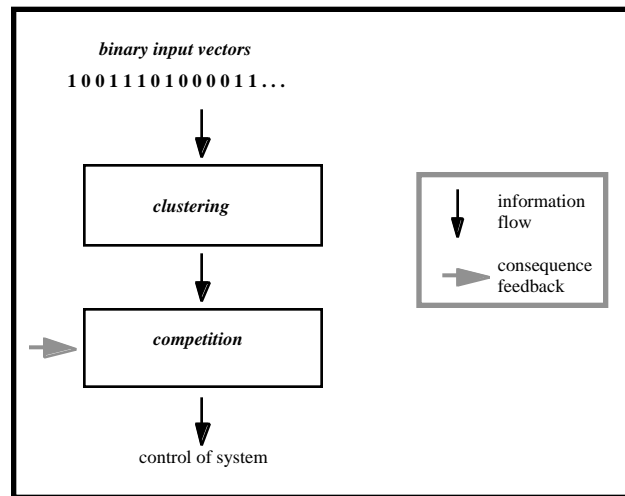 binary input vectors
10011101000011...
clustering
competition
control of system
information
flow
consequence
feedback